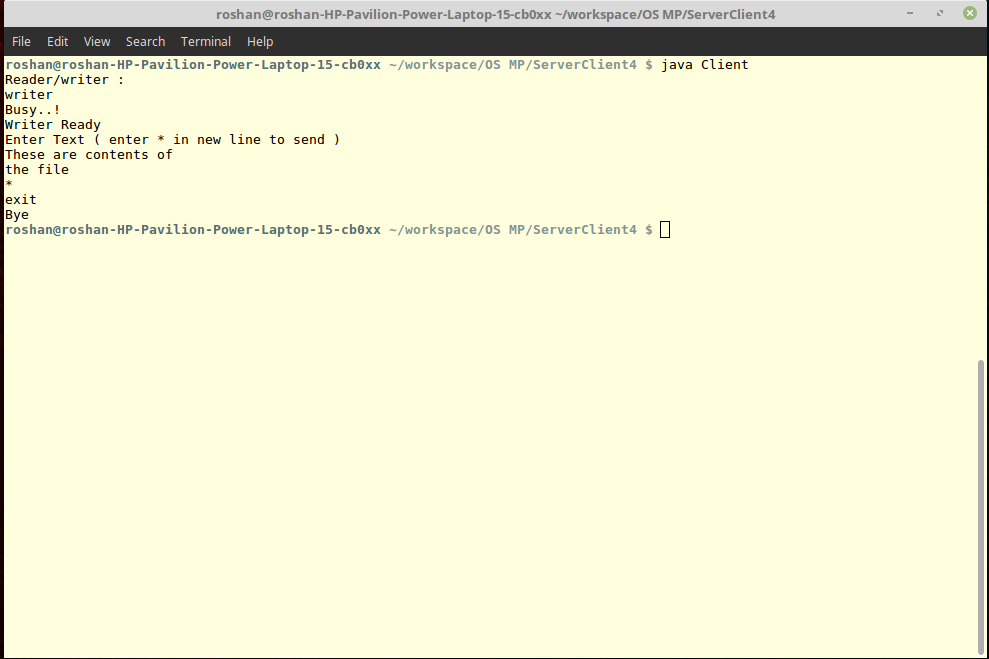 roshan@roshan-HP-Pavilion-Power-Laptop-15-cb0xx ~/workspace/OS MP/ServerClient4
File Edit View Search Terminal Help
roshan@roshan-HP-Pavilion-Power-Laptop-15-cb0xx ~/workspace/OS MP/ServerClient4 $ java Client
Reader/writer :
writer
Busy..!
Writer Ready
Enter Text ( enter * in new line to send )
These are contents of
the file
*
exit
Bye
roshan@roshan-HP-Pavilion-Power-Laptop-15-cb0xx ~/workspace/OS MP/ServerClient4 $